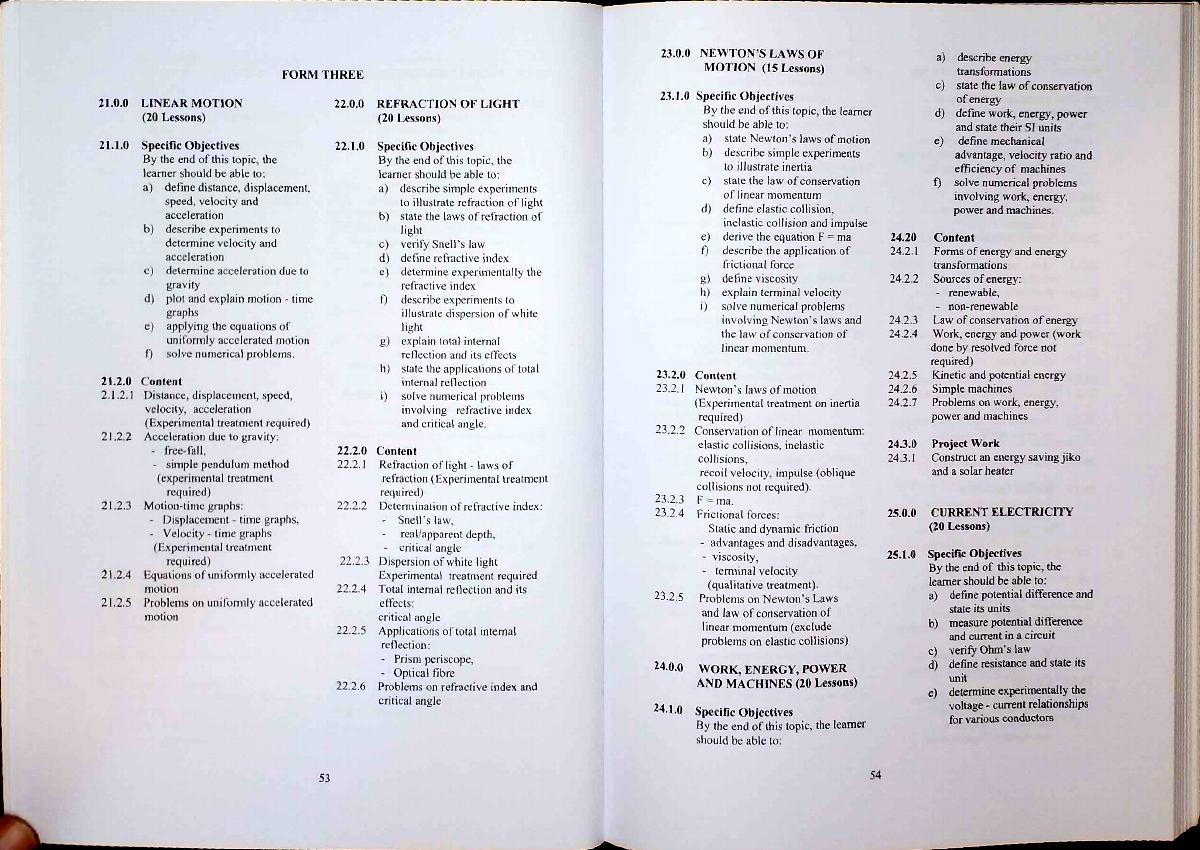 FORM THREE
21.0.0 LINEAR MOTION
(20 Lessons)
21.1.0 Specific Objectives
By the end of this topic, the
learner should be able to:
a) define distance, displacement,
speed, velocity and
acceleration
b) describe experiments to
determine velocity and
acceleration
c) determine acceleration due to
gravity
d) plot and explain motion - time
graphs
e) applying the equations of
uniformly accelerated motion
f) solve numerical problems.
21.2.0 Content
2.1.2.1 Distance, displacement, speed,
velocity, acceleration
(Experimental treatment required)
21.2.2 Acceleration due to gravity:
- free-fall,
- simple pendulum method
(experimental treatment
required)
21.2.3 Motion-time graphs:
- Displacement - time graphs,
- Velocity - time graphs
(Experimental treatment
required)
21.2.4 Equations of uniformly accelerated
motion
21.2.5 Problems on uniformly accelerated
motion
22.0.0 REFRACTION OF LIGHT
(20 Lessons)
22.1.0 Specific Objectives
By the end of this topic, the
learner should be able to:
a) describe simple experiments
to illustrate refraction of light
b) state the laws of refraction of
light
c) verify Snell's law
d) define refractive index
e) determine experimentally the
refractive index
f) describe experiments to
illustrate dispersion of white
light
g) explain total internal
reflection and its effects
h) state the applications of total
internal reflection
i) solve numerical problems
involving refractive index
and critical angle.
22.2.0 Content
22.2.1 Refraction of light - laws of
refraction (Experimental treatment
required)
22.2.2 Determination of refractive index:
- Snell's law,
- real/apparent depth,
- critical angle
22.2.3 Dispersion of white light
Experimental treatment required
22.2.4 Total internal reflection and its
effects:
critical angle
22.2.5 Applications of total internal
reflection:
- Prism periscope,
- Optical fibre
22.2.6 Problems on refractive index and
critical angle
53
23.0.0 NEWTON'S LAWS OF
MOTION (15 Lessons)
23.1.0 Specific Objectives
By the end of this topic, the learner
should be able to:
a) state Newton's laws of motion
b) describe simple experiments
to illustrate inertia
c) state the law of conservation
of linear momentum
d) define elastic collision,
inelastic collision and impulse
e) derive the equation F = ma
f) describe the application of
frictional force
g) define viscosity
h) explain terminal velocity
i) solve numerical problems
involving Newton's laws and
the law of conservation of
linear momentum.
23.2.0 Content
23.2.1 Newton's laws of motion
(Experimental treatment on inertia
required)
23.2.2 Conservation of linear momentum:
elastic collisions, inelastic
collisions,
recoil velocity, impulse (oblique
collisions not required).
23.2.3 F = ma.
23.2.4 Frictional forces:
Static and dynamic friction
- advantages and disadvantages,
- viscosity,
- terminal velocity
(qualitative treatment).
23.2.5 Problems on Newton's Laws
and law of conservation of
linear momentum (exclude
problems on elastic collisions)
24.0.0 WORK, ENERGY, POWER
AND MACHINES (20 Lessons)
24.1.0 Specific Objectives
By the end of this topic, the learner
should be able to:
a) describe energy
transformations
c) state the law of conservation
of energy
d) define work, energy, power
and state their SI units
e) define mechanical
advantage, velocity ratio and
efficiency of machines
f) solve numerical problems
involving work, energy,
power and machines.
24.20 Content
24.2.1 Forms of energy and energy
transformations
24.2.2 Sources of energy:
- renewable,
- non-renewable
24.2.3 Law of conservation of energy
24.2.4 Work, energy and power (work
done by resolved force not
required)
24.2.5 Kinetic and potential energy
24.2.6 Simple machines
24.2.7 Problems on work, energy,
power and machines
24.3.0 Project Work
24.3.1 Construct an energy saving jiko
and a solar heater
25.0.0 CURRENT ELECTRICITY
(20 Lessons)
25.1.0 Specific Objectives
By the end of this topic, the
learner should be able to:
a) define potential difference and
state its units
b) measure potential difference
and current in a circuit
c) verify Ohm's law
d) define resistance and state its
unit
e) determine experimentally the
voltage - current relationships
for various conductors
54